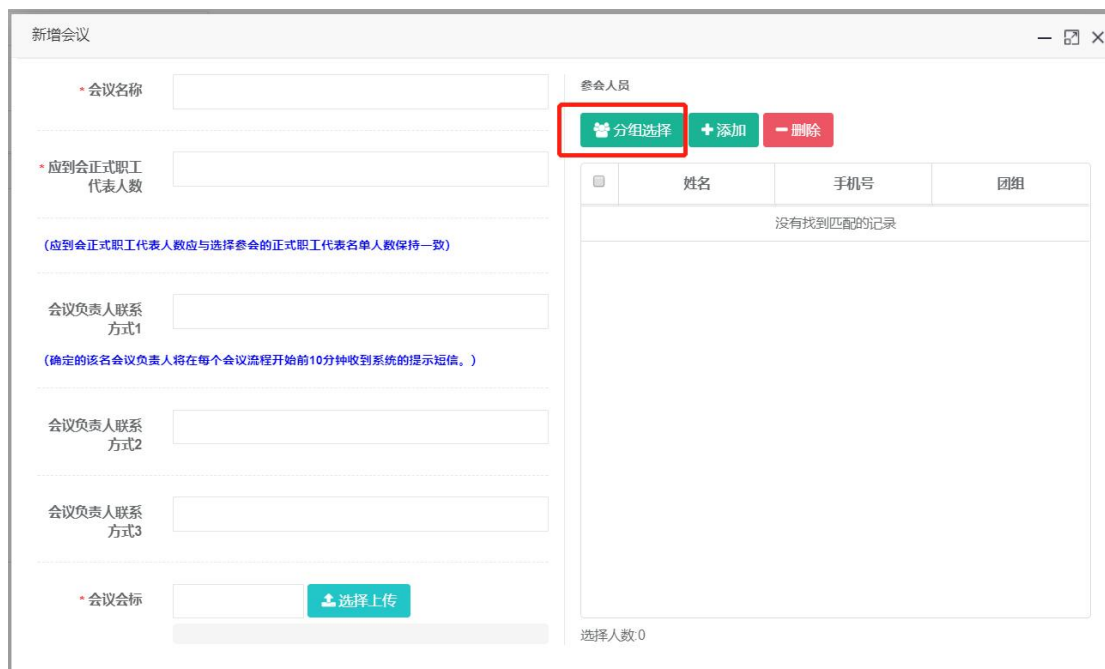 新增会议
* 会议名称
* 应到会正式职工
代表人数
(应到会正式职工代表人数应与选择参会的正式职工代表名单人数保持一致)
会议负责人联系
方式1
(确定的该名会议负责人将在每个会议流程开始前10分钟收到系统的提示短信。)
会议负责人联系
方式2
会议负责人联系
方式3
* 会议会标
选择上传
参会人员
分组选择 添加 删除
姓名 手机号 团组
没有找到匹配的记录
选择人数:0